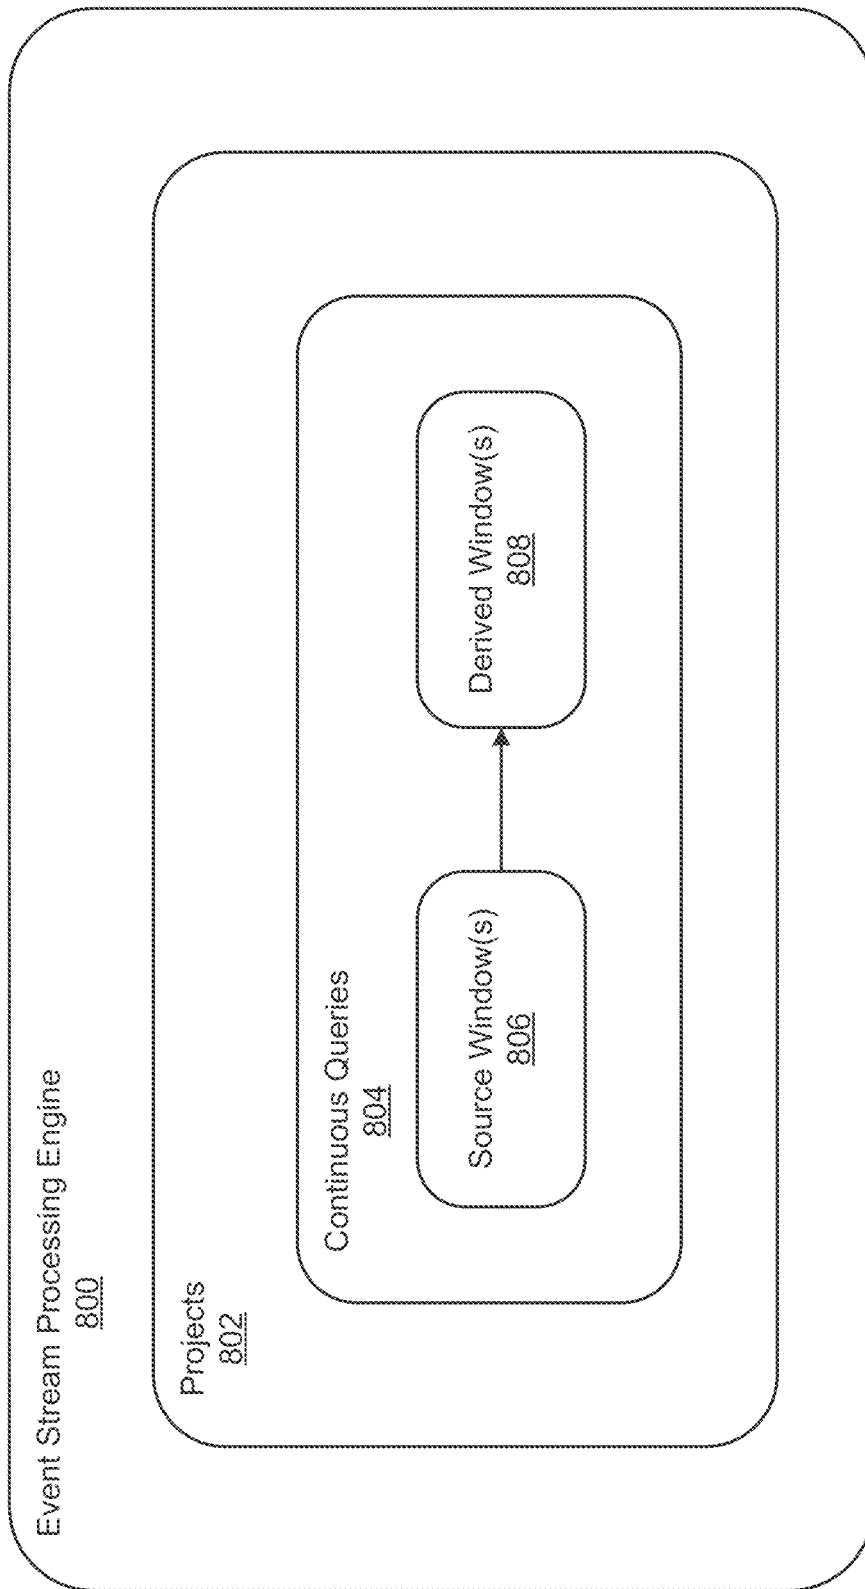 Event Stream Processing Engine
800
Projects
802
Continuous Queries
804
Source Window(s)
806
Derived Window(s)
808